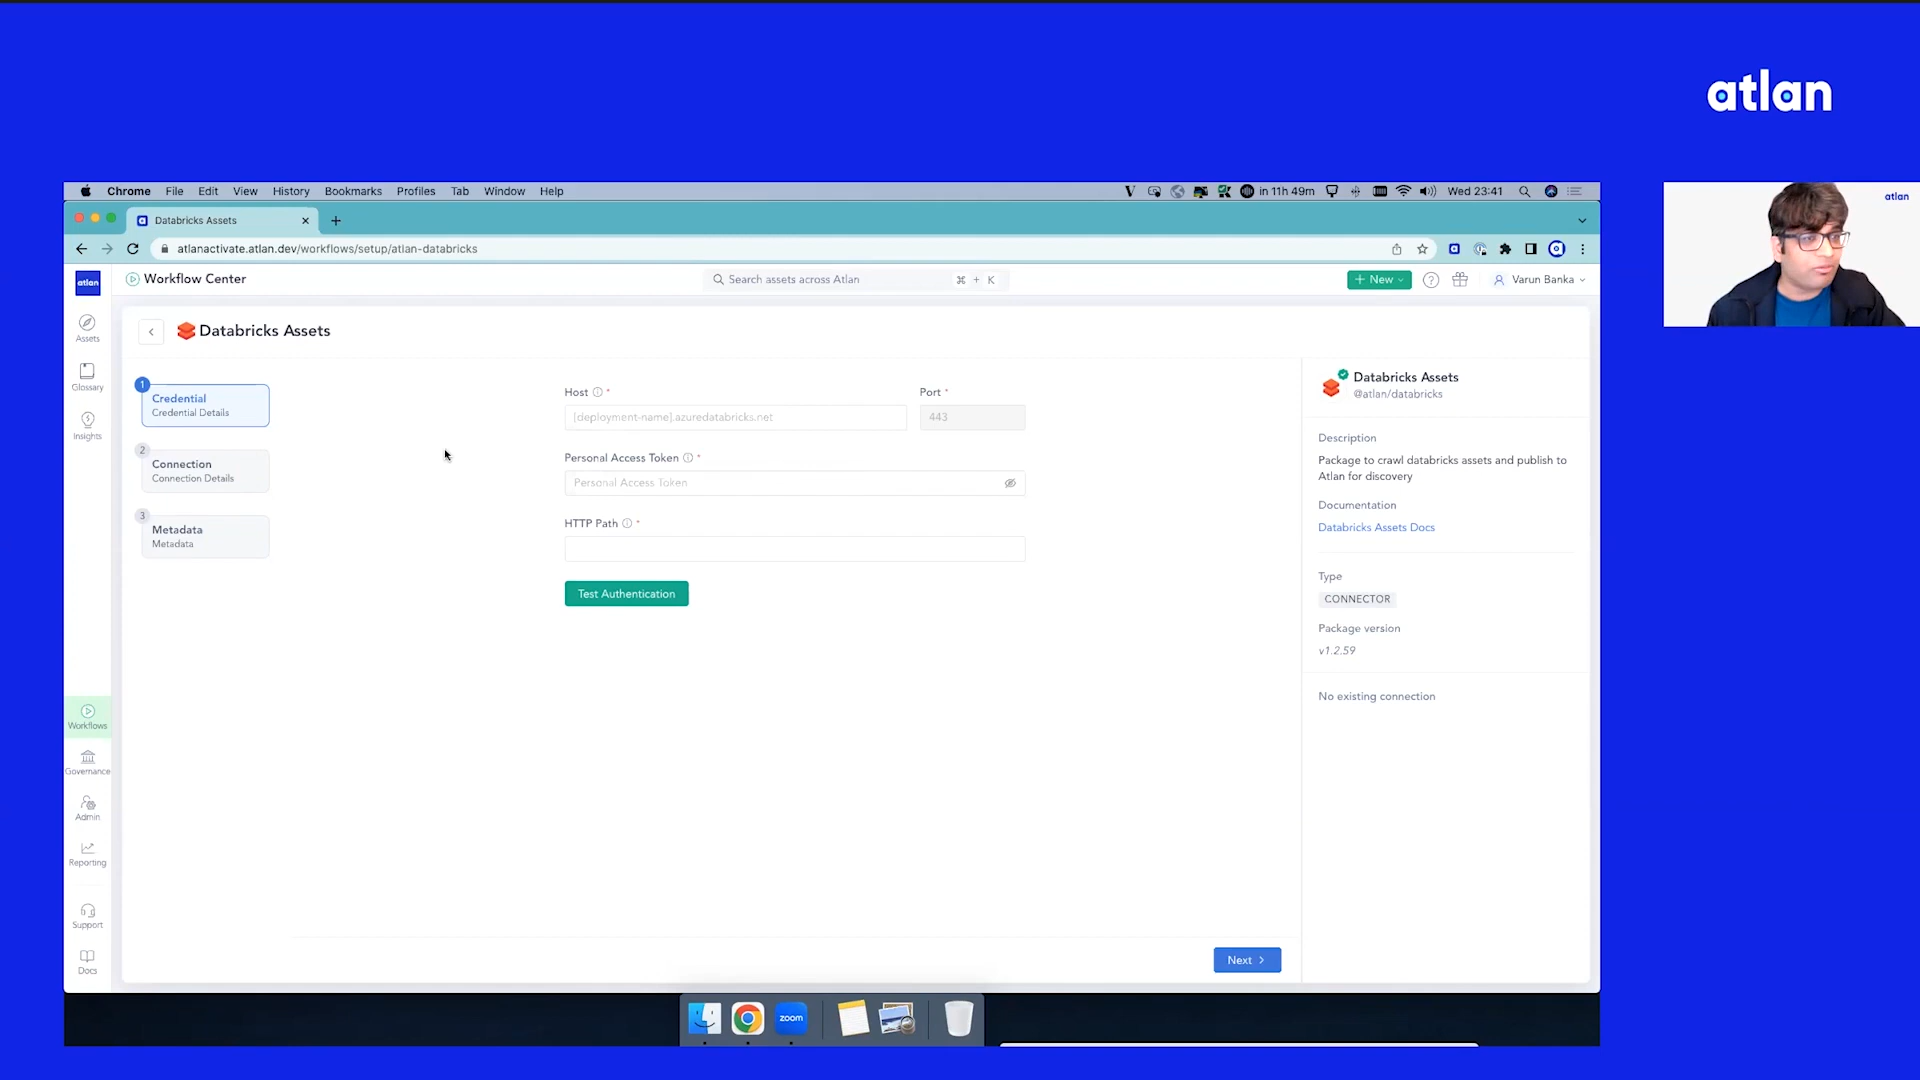 atlan
Chrome File Edit View History Bookmarks Profiles Tab Window Help
in 11h 49m Wed 23:41
atlan
Databricks Assets
atlanactivate.atlan.dev/workflows/setup/atlan-databricks
atlan
Workflow Center
Search assets across Atlan ⌘ + K
+ New
Varun Banka
Assets
Glossary
Insights
Workflows
Governance
Admin
Reporting
Support
Docs
Databricks Assets
1
Credential
Credential Details
2
Connection
Connection Details
3
Metadata
Metadata
Host *
Port *
[deployment-name].azuredatabricks.net
443
Personal Access Token *
Personal Access Token
HTTP Path *
Test Authentication
Next >
Databricks Assets
@atlan/databricks
Description
Package to crawl databricks assets and publish to
Atlan for discovery
Documentation
Databricks Assets Docs
Type
CONNECTOR
Package version
v1.2.59
No existing connection
zoom